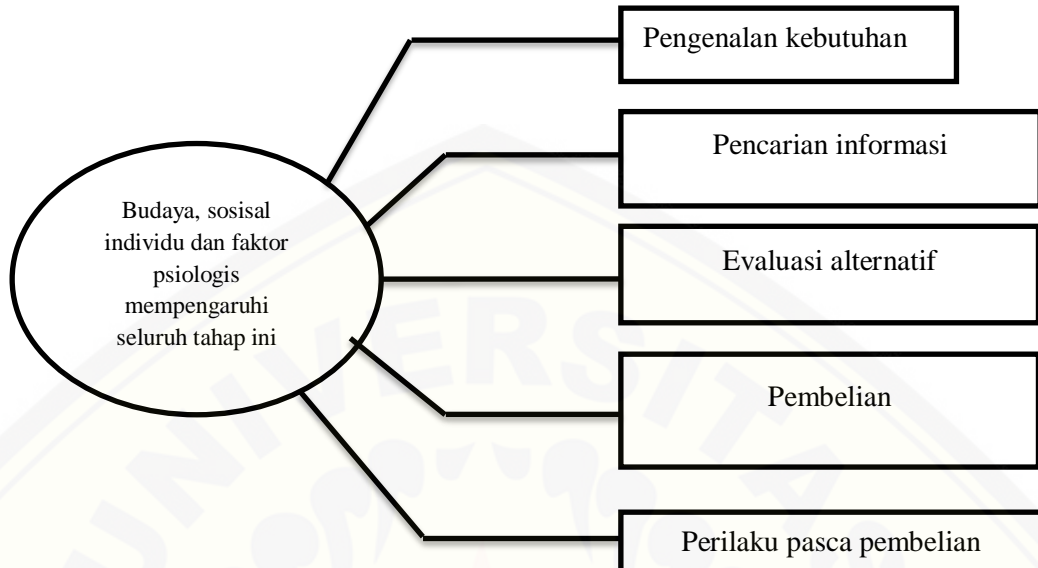 Pengenalan kebutuhan
Pencarian informasi
Budaya, sosisal
individu dan faktor
psiologis
mempengaruhi
seluruh tahap ini
Evaluasi alternatif
Pembelian
Perilaku pasca pembelian
UNIVERSITA